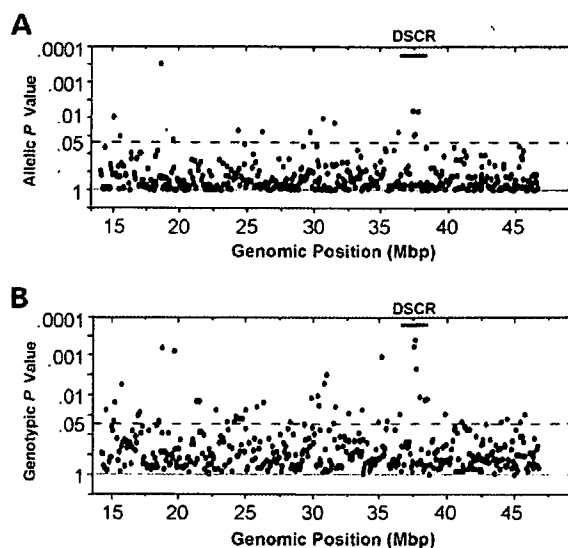 A
DSCR
.0001
.001
.01
.05
1
Allelic P Value
15 20 25 30 35 40 45
Genomic Position (Mbp)
B
DSCR
.0001
.001
.01
.05
1
Genotypic P Value
15 20 25 30 35 40 45
Genomic Position (Mbp)